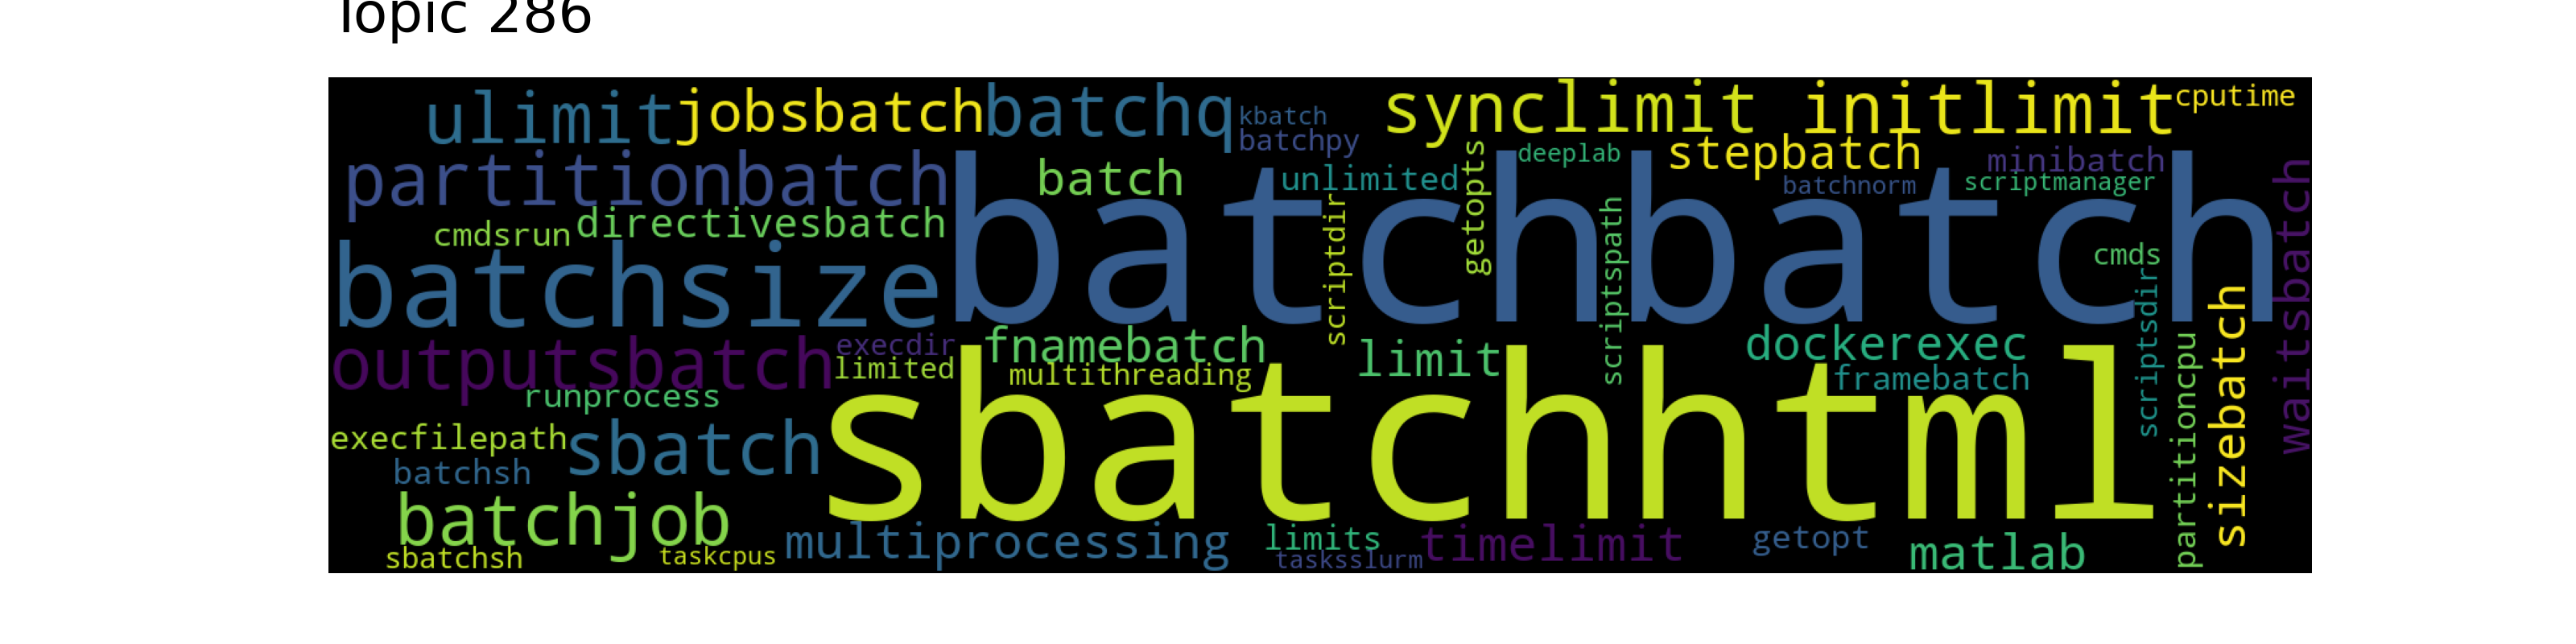 Topic 286
ulimit jobsbatch batchq kbatch synclimit initlimit cputime
batchpy
partitionbatch batch unlimited getopts deeplab stepbatch minibatch
batchnorm scriptmanager
cmdsrun directivesbatch scriptdir scriptspath cmds waitsbatch
batchsize batchbatch scriptsdir
outputsbatch execdir fnamebatch limit dockerexec
limited multithreading framebatch
runprocess partitioncpu sizebatch
execfilepath sbatch sbatchhtml
batchsh
batchjob multiprocessing limits timelimit getopt matlab
sbatchsh taskcpus tasksslurm